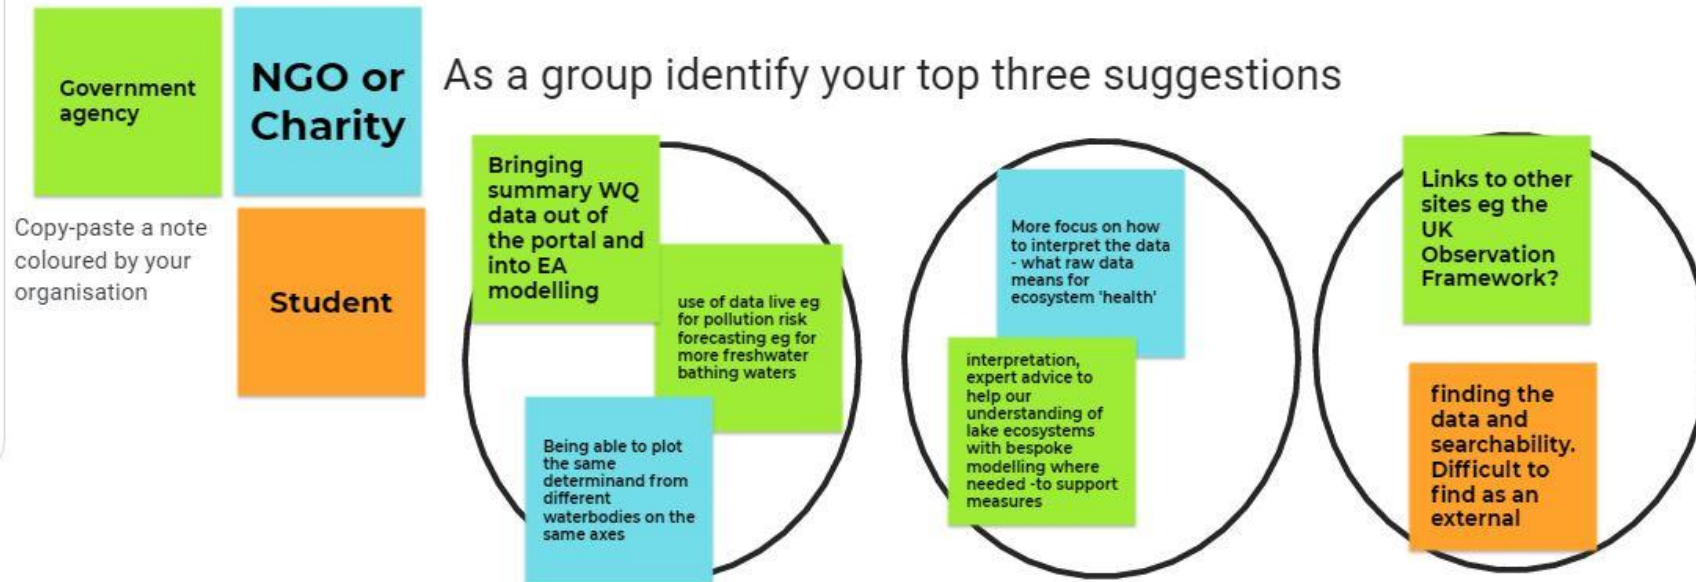 Government
agency
NGO or
Charity
Copy-paste a note
coloured by your
organisation
Student
As a group identify your top three suggestions
Bringing
summary WQ
data out of
the portal and
into EA
modelling
use of data live eg
for pollution risk
forecasting eg for
more freshwater
bathing waters
Being able to plot
the same
determinand from
different
waterbodies on the
same axes
More focus on how
to interpret the data
- what raw data
means for
ecosystem 'health'
interpretation,
expert advice to
help our
understanding of
lake ecosystems
with bespoke
modelling where
needed -to support
measures
Links to other
sites eg the
UK
Observation
Framework?
finding the
data and
searchability.
Difficult to
find as an
external